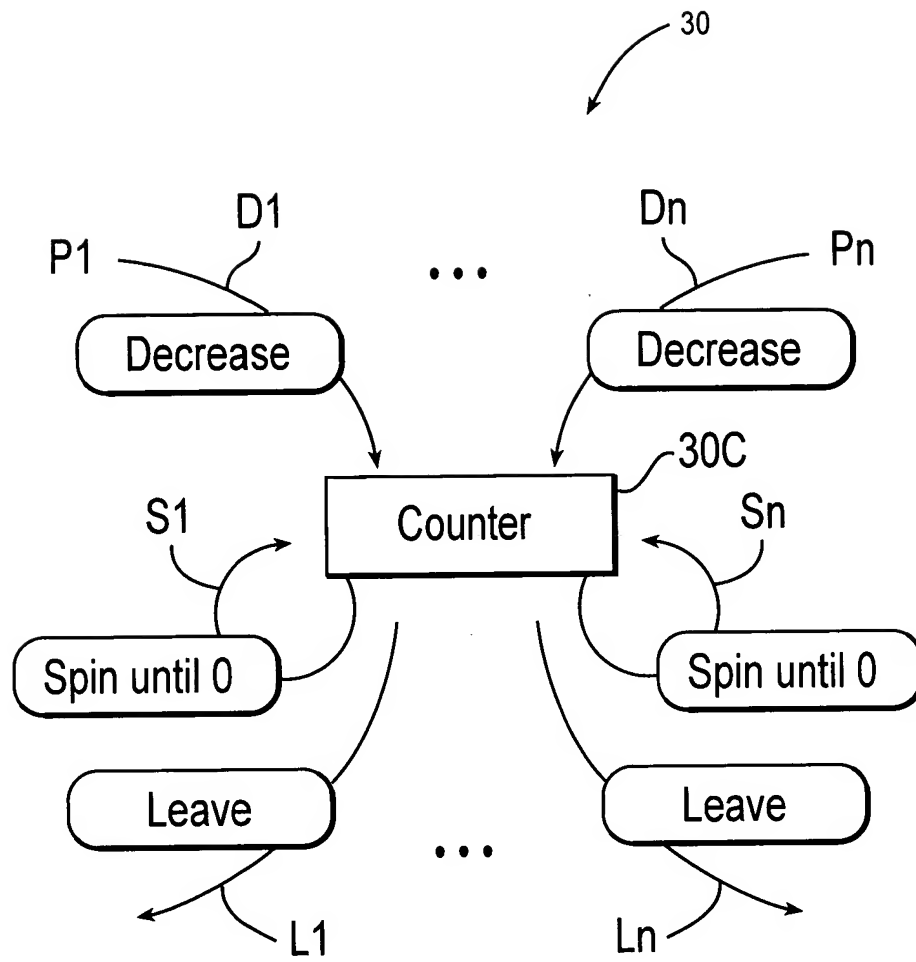 30
D1
Dn
P1
Pn
Decrease
Decrease
30C
Counter
S1
Sn
Spin until 0
Spin until 0
Leave
Leave
L1
Ln